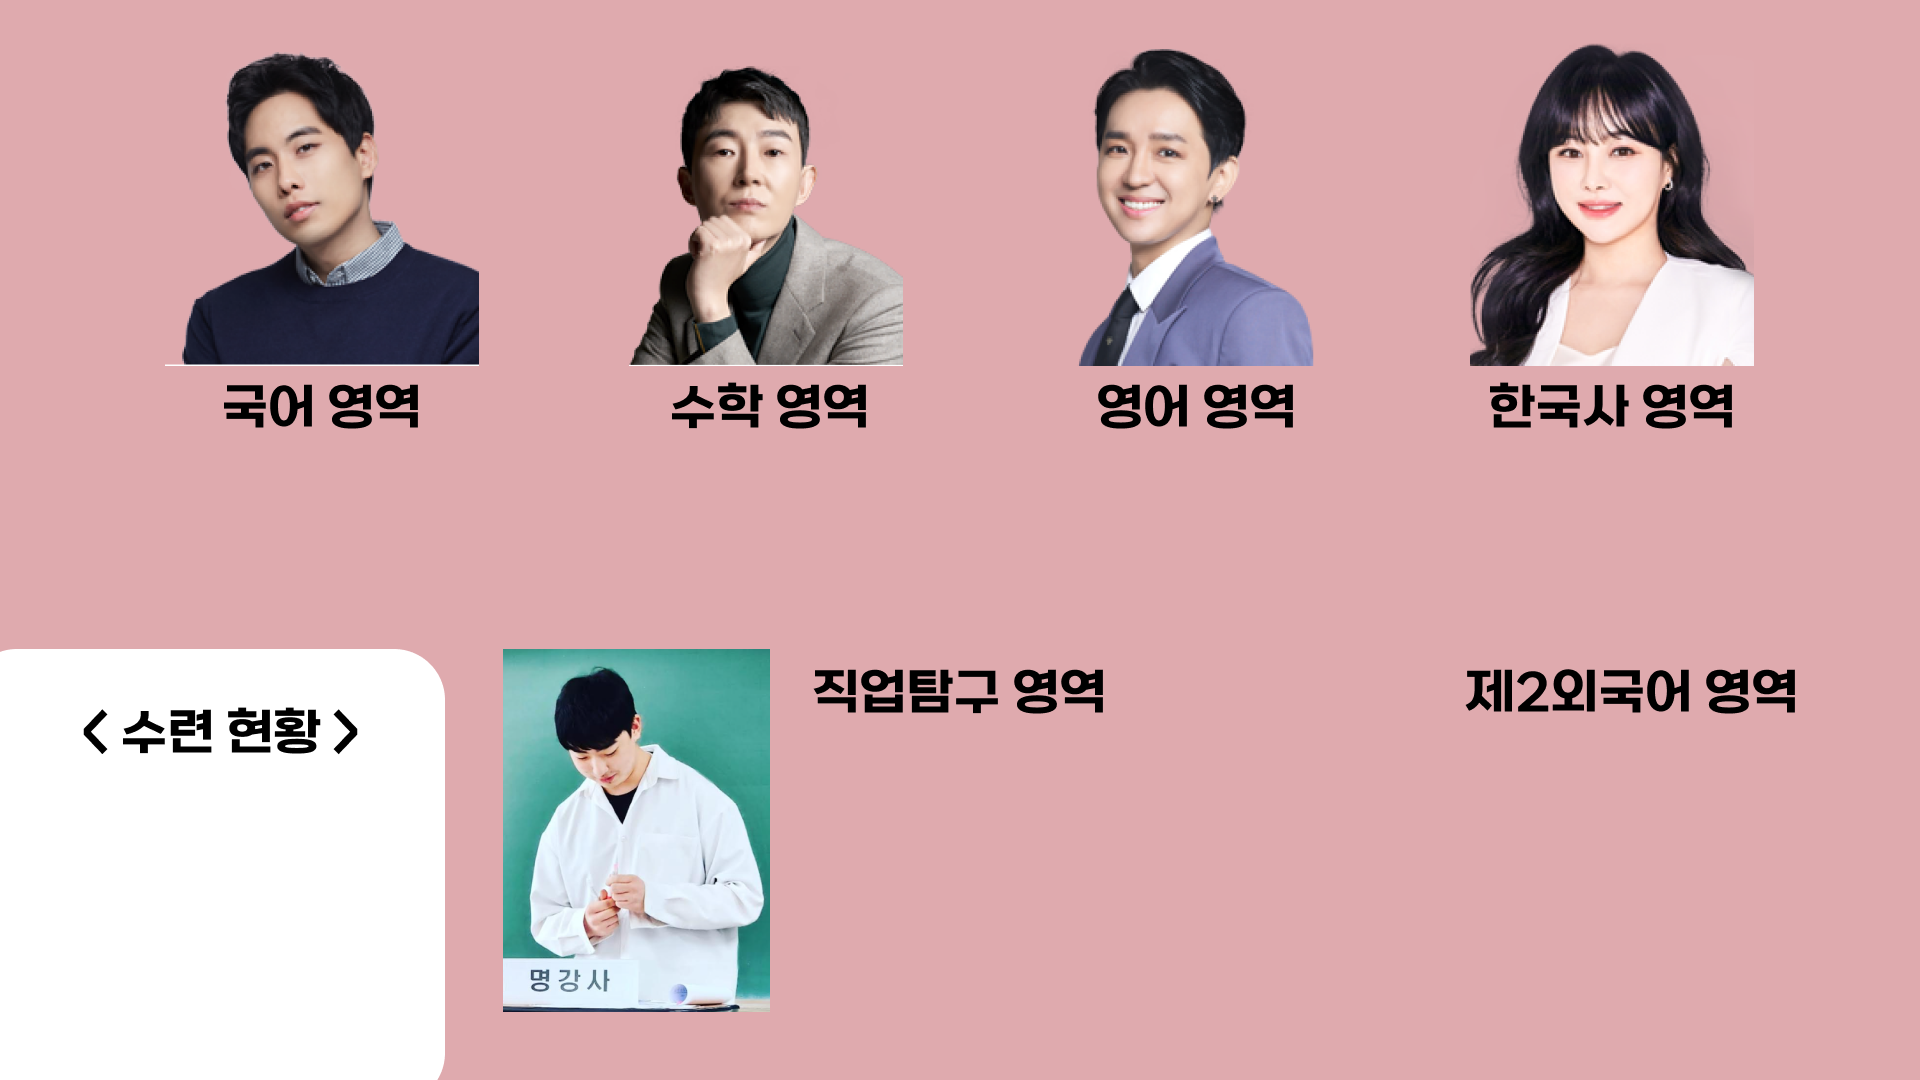 국어 영역
수학 영역
영어 영역
한국사 영역
< 수련 현황 >
직업탐구 영역
제2외국어 영역
명강사